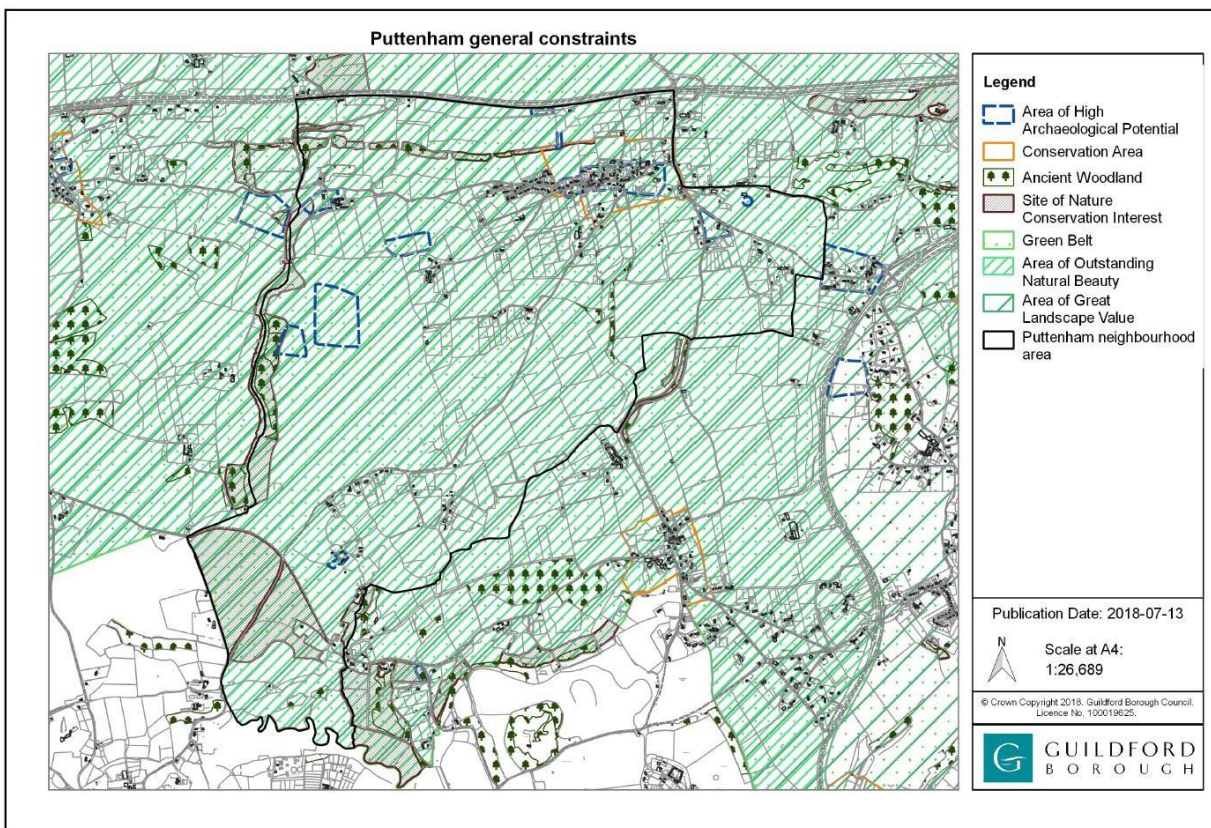 Puttenham general constraints
Legend
Area of High
Archaeological Potential
Conservation Area
Ancient Woodland
Site of Nature
Conservation Interest
Green Belt
Area of Outstanding
Natural Beauty
Area of Great
Landscape Value
Puttenham neighbourhood
area
Publication Date: 2018-07-13
N
Scale at A4:
1:26,689
© Crown Copyright 2018. Guildford Borough Council.
Licence No. 100019625.
G
GUILDFORD
BOROUGH